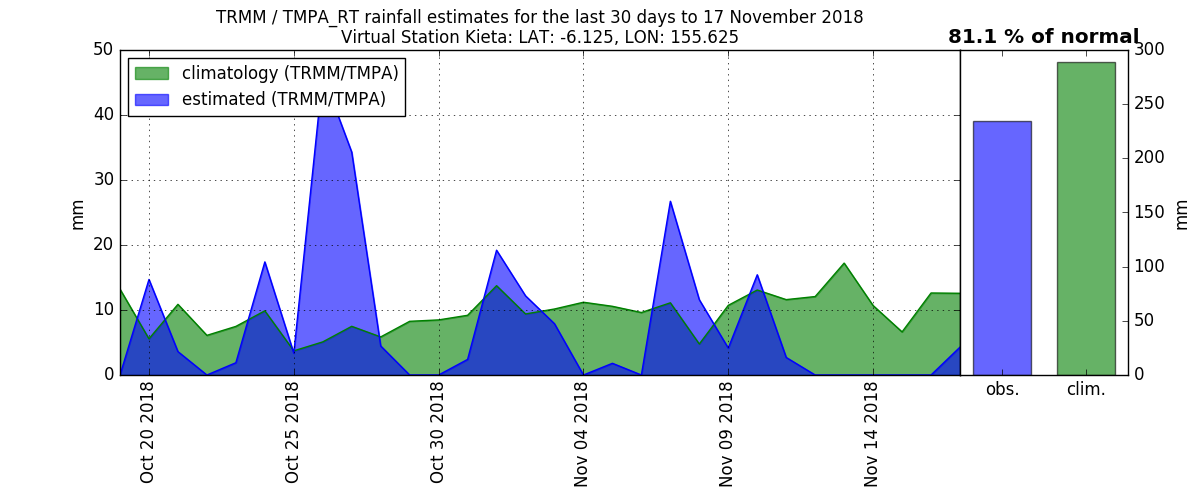 TRMM / TMPA_RT rainfall estimates for the last 30 days to 17 November 2018
Virtual Station Kieta: LAT: -6.125, LON: 155.625
81.1 % of normal
climatology (TRMM/TMPA)
estimated (TRMM/TMPA)
50
40
30
20
10
0
mm
Oct 20 2018
Oct 25 2018
Oct 30 2018
Nov 04 2018
Nov 09 2018
Nov 14 2018
obs.
clim.
300
250
200
150
100
50
0
mm